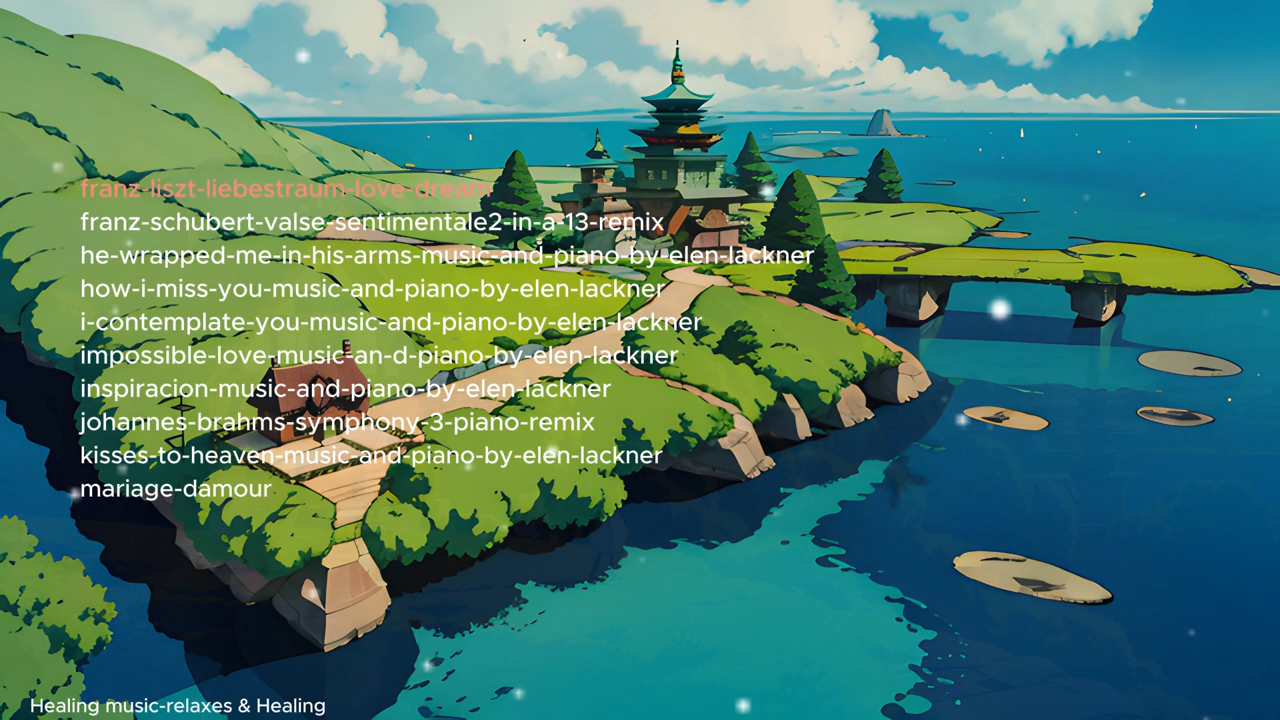 franz-liszt-liebestraum-love-dream
franz-schubert-valse-sentimentale2-in-a-13-remix
he-wrapped-me-in-his-arms-music-and-piano-by-elen-lackner
how-i-miss-you-music-and-piano-by-elen-lackner
i-contemplate-you-music-and-piano-by-elen-lackner
impossible-love-music-an-d-piano-by-elen-lackner
inspiracion-music-and-piano-by-elen-lackner
johannes-brahms-symphony-3-piano-remix
kisses-to-heaven-music-and-piano-by-elen-lackner
mariage-damour
Healing music-relaxes & Healing